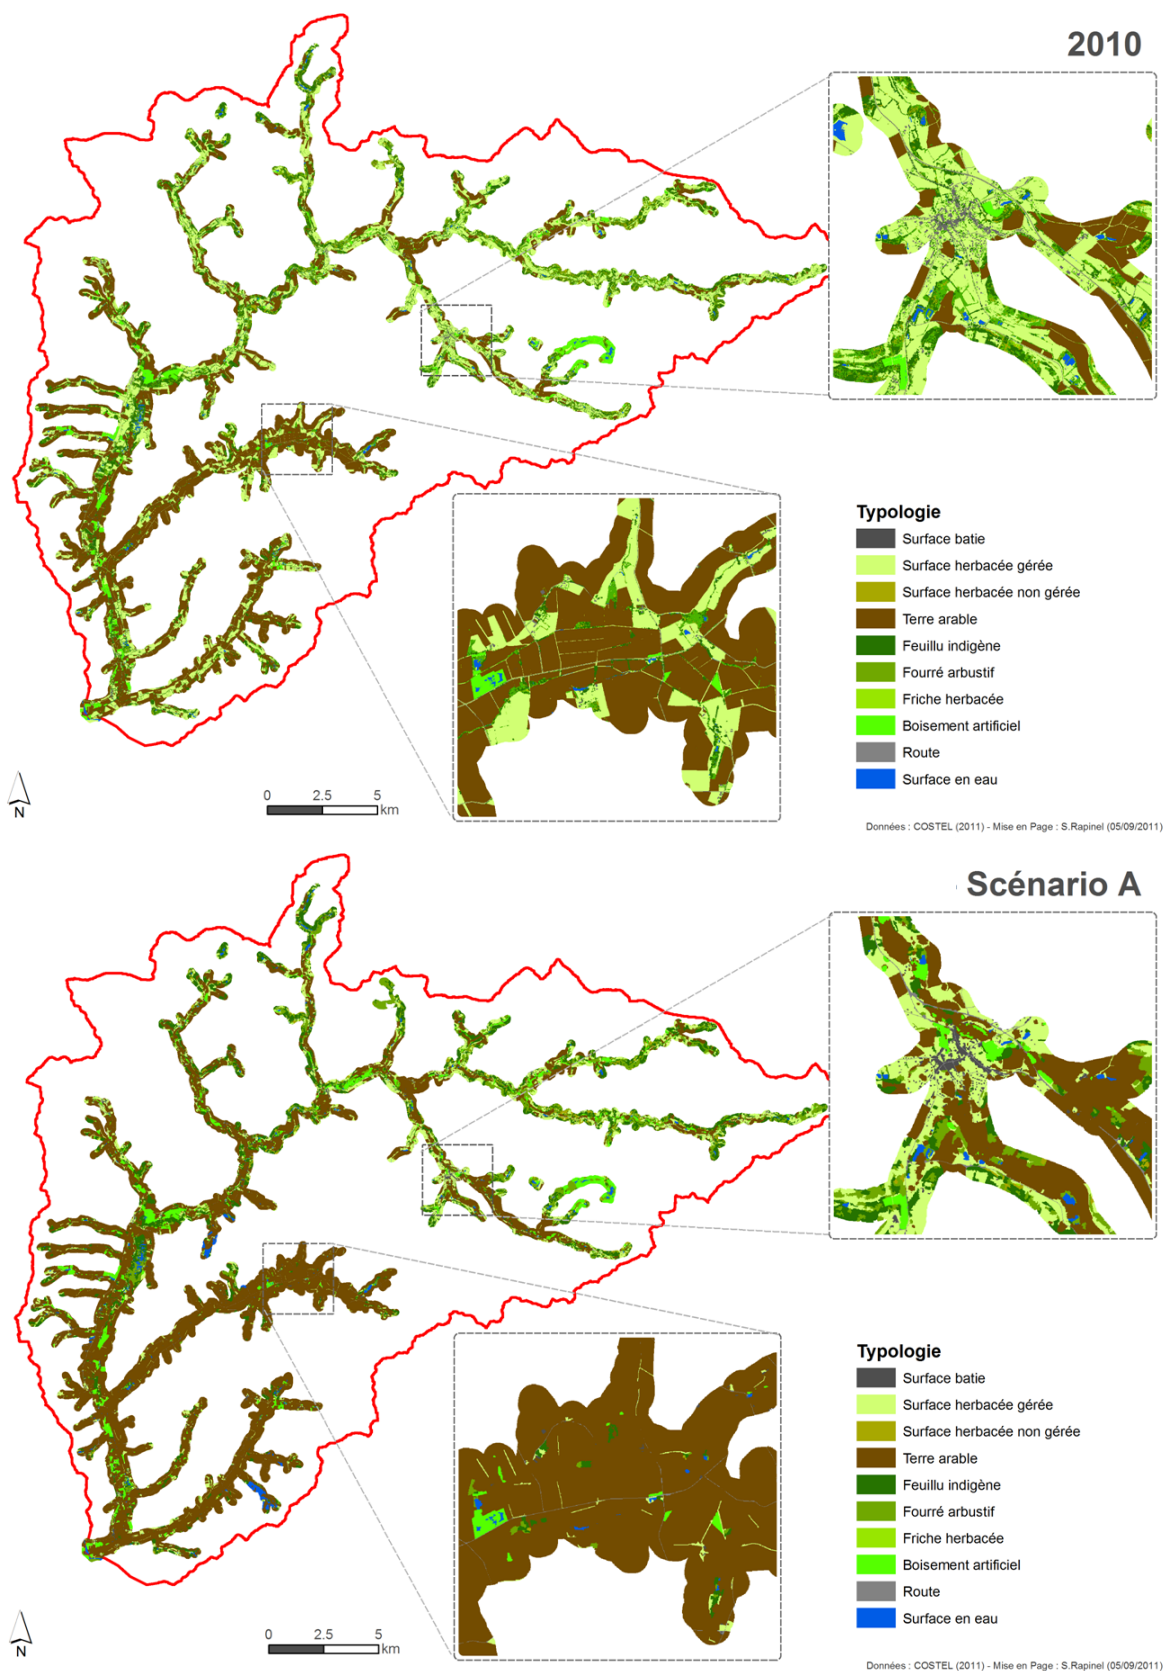 2010
Typologie
Surface batie
Surface herbacée gérée
Surface herbacée non gérée
Terre arable
Feuillu indigène
Fourré arbustif
Friche herbacée
Boisement artificiel
Route
Surface en eau
N
0 2.5 5
km
Données : COSTEL (2011) - Mise en Page : S.Rapinel (05/09/2011)
Scénario A
Typologie
Surface batie
Surface herbacée gérée
Surface herbacée non gérée
Terre arable
Feuillu indigène
Fourré arbustif
Friche herbacée
Boisement artificiel
Route
Surface en eau
N
0 2.5 5
km
Données : COSTEL (2011) - Mise en Page : S.Rapinel (05/09/2011)